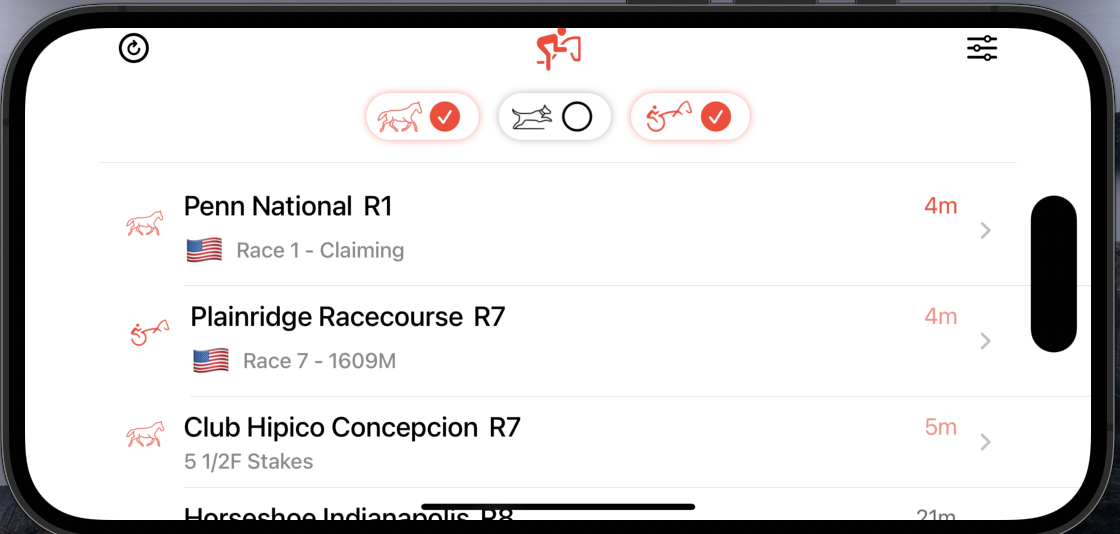 Penn National R1
4m
Race 1 - Claiming
Plainridge Racecourse R7
4m
Race 7 - 1609M
Club Hipico Concepcion R7
5m
5 1/2F Stakes
Horseshoe Indianapolis R8
21m